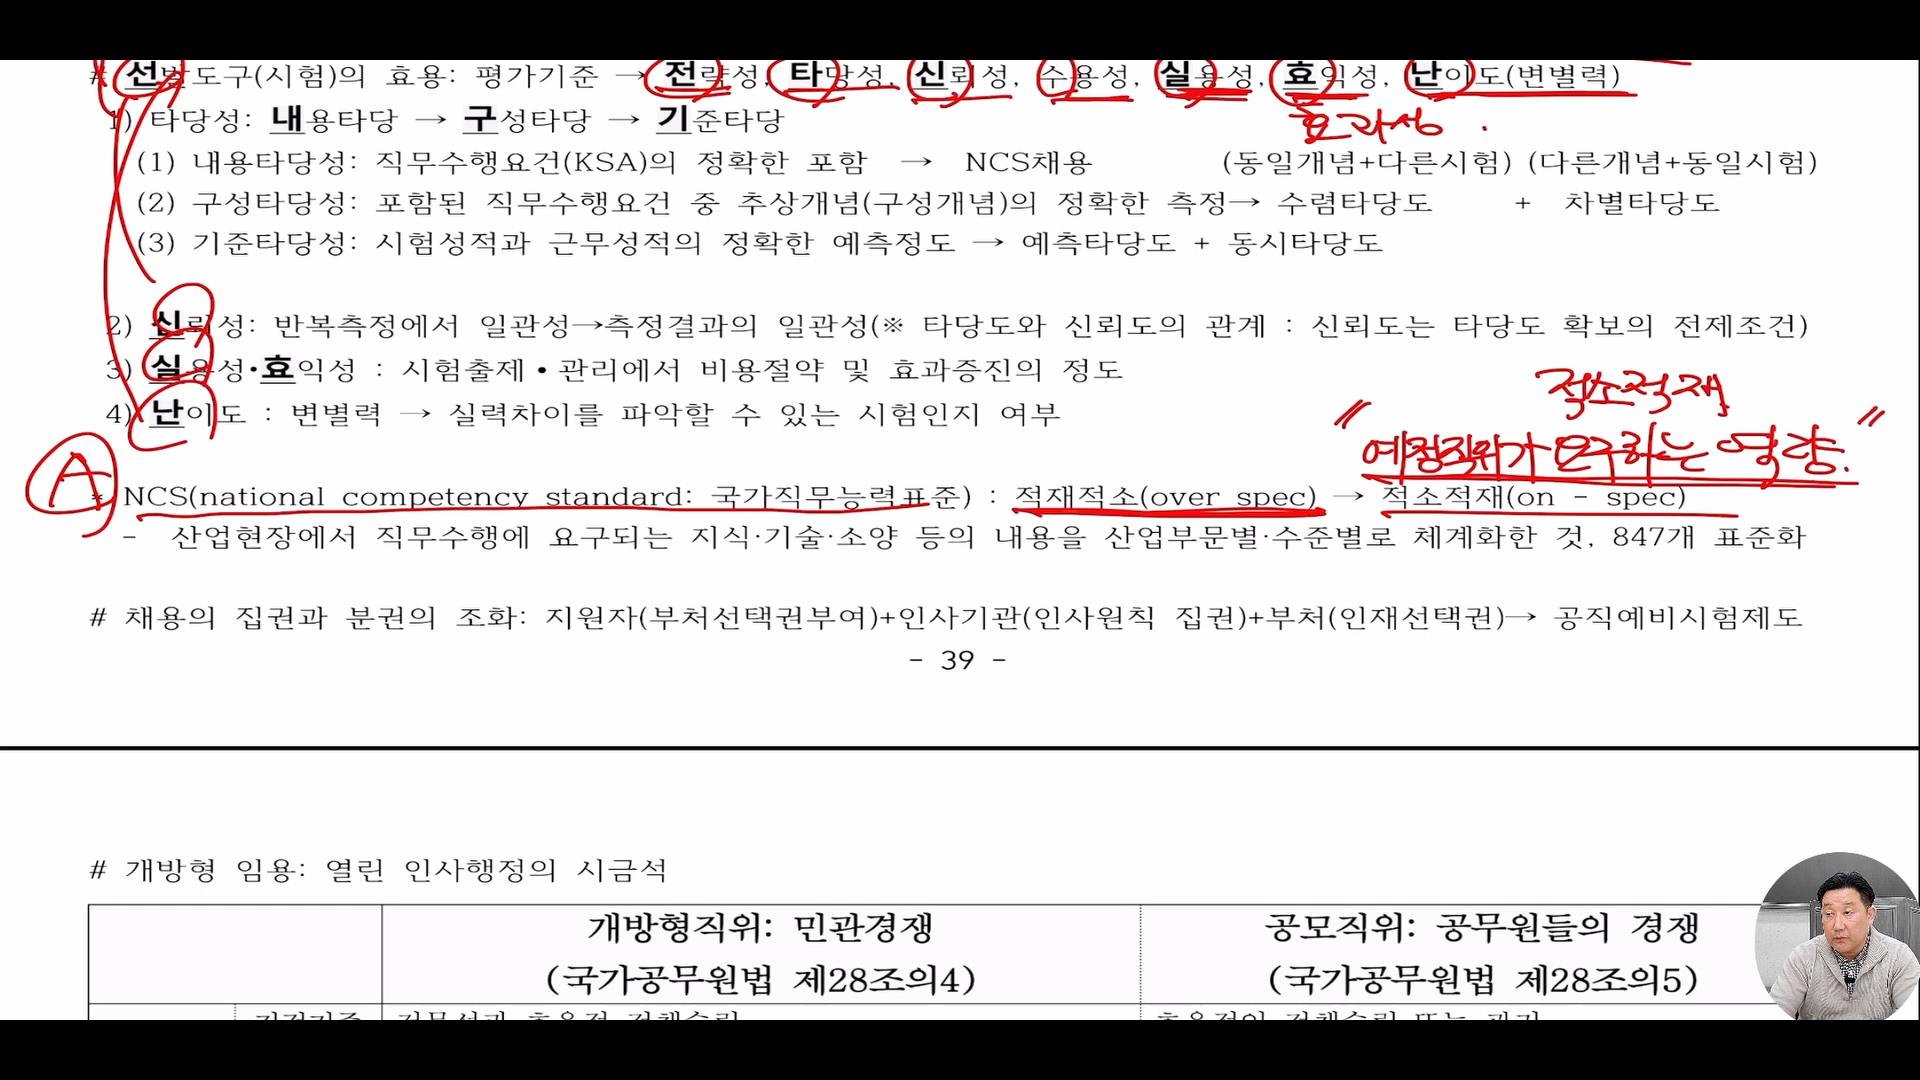 # 선발도구(시험)의 효용: 평가기준 → 전략성, 타당성, 신뢰성, 수용성, 실용성, 효익성, 난이도(변별력)
효과성 .
1) 타당성: 내용타당 → 구성타당 → 기준타당
(1) 내용타당성: 직무수행요건(KSA)의 정확한 포함 → NCS채용 (동일개념+다른시험) (다른개념+동일시험)
(2) 구성타당성: 포함된 직무수행요건 중 추상개념(구성개념)의 정확한 측정→ 수렴타당도 + 차별타당도
(3) 기준타당성: 시험성적과 근무성적의 정확한 예측정도 → 예측타당도 + 동시타당도
2) 신뢰성: 반복측정에서 일관성→측정결과의 일관성(※ 타당도와 신뢰도의 관계 : 신뢰도는 타당도 확보의 전제조건)
3) 실용성•효익성 : 시험출제•관리에서 비용절약 및 효과증진의 정도
4) 난이도 : 변별력 → 실력차이를 파악할 수 있는 시험인지 여부
적소적재
"예정직위가 요구하는 역량."
A
* NCS(national competency standard: 국가직무능력표준) : 적재적소(over spec) → 적소적재(on - spec)
- 산업현장에서 직무수행에 요구되는 지식·기술·소양 등의 내용을 산업부문별·수준별로 체계화한 것, 847개 표준화
# 채용의 집권과 분권의 조화: 지원자(부처선택권부여)+인사기관(인사원칙 집권)+부처(인재선택권)→ 공직예비시험제도
- 39 -
# 개방형 임용: 열린 인사행정의 시금석
개방형직위: 민관경쟁 공모직위: 공무원들의 경쟁
(국가공무원법 제28조의4) (국가공무원법 제28조의5)